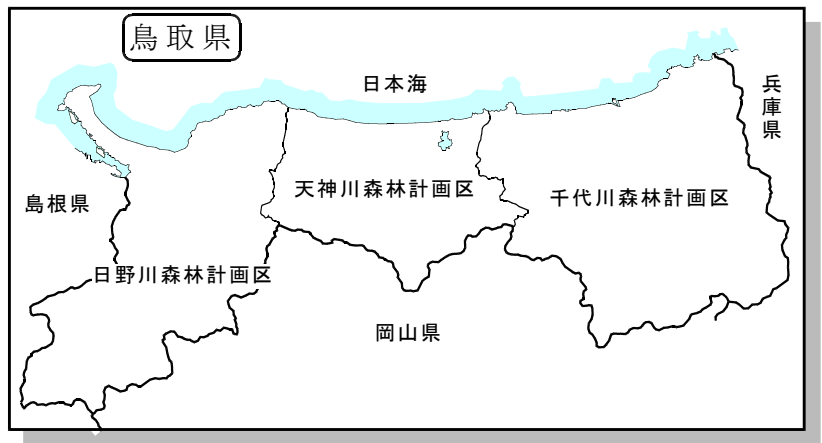 鳥取県
日本海
兵庫県
天神川森林計画区
千代川森林計画区
島根県
日野川森林計画区
岡山県